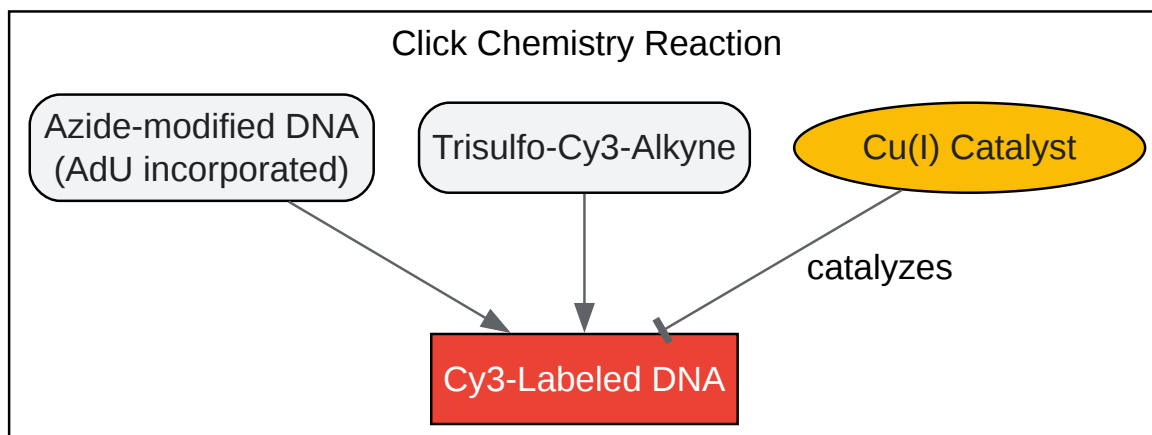 Click Chemistry Reaction
Azide-modified DNA
(AdU incorporated)
Trisulfo-Cy3-Alkyne
Cu(I) Catalyst
catalyzes
Cy3-Labeled DNA